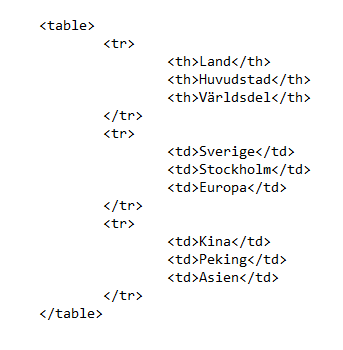 <table>
<tr>
<th>Land</th>
<th>Huvudstad</th>
<th>Världsdel</th>
</tr>
<tr>
<td>Sverige</td>
<td>Stockholm</td>
<td>Europa</td>
</tr>
<tr>
<td>Kina</td>
<td>Peking</td>
<td>Asien</td>
</tr>
</table>